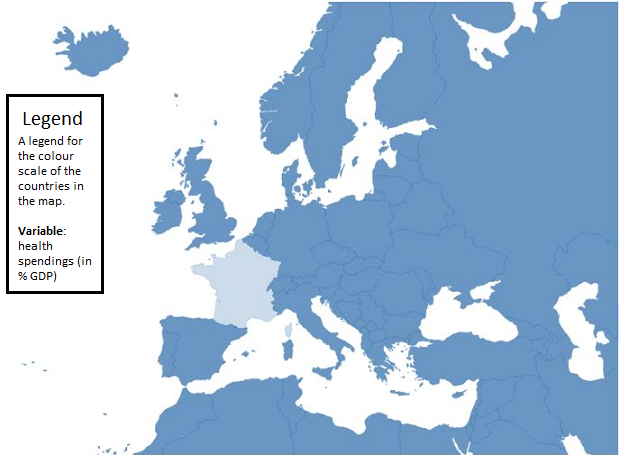 Legend
A legend for
the colour
scale of the
countries in
the map.
Variable:
health
spendings (in
% GDP)